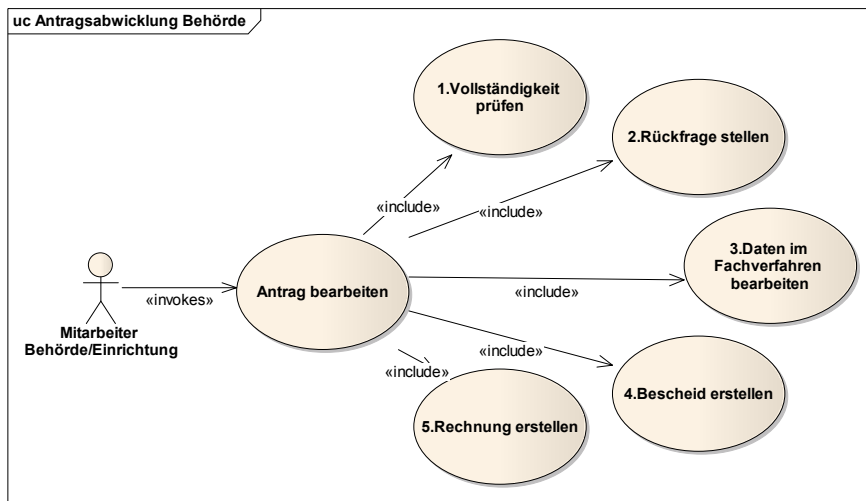 uc Antragsabwicklung Behörde
1.Vollständigkeit
prüfen
2.Rückfrage stellen
«include»
«include»
3.Daten im
Fachverfahren
bearbeiten
Antrag bearbeiten
«invokes»
«include»
Mitarbeiter
Behörde/Einrichtung
«include»
«include»
4.Bescheid erstellen
5.Rechnung erstellen